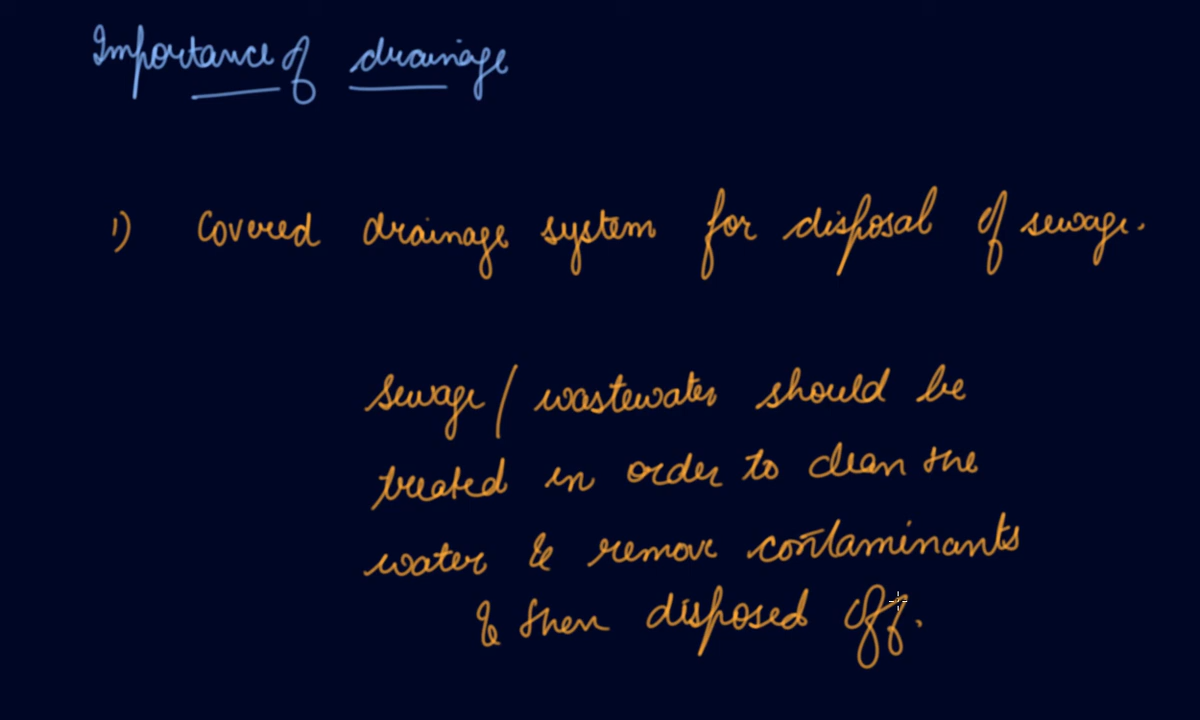 Importance of drainage
1) Covered drainage system for disposal of sewage.
sewage / wastewater should be
treated in order to clean the
water & remove contaminants
& then disposed off.